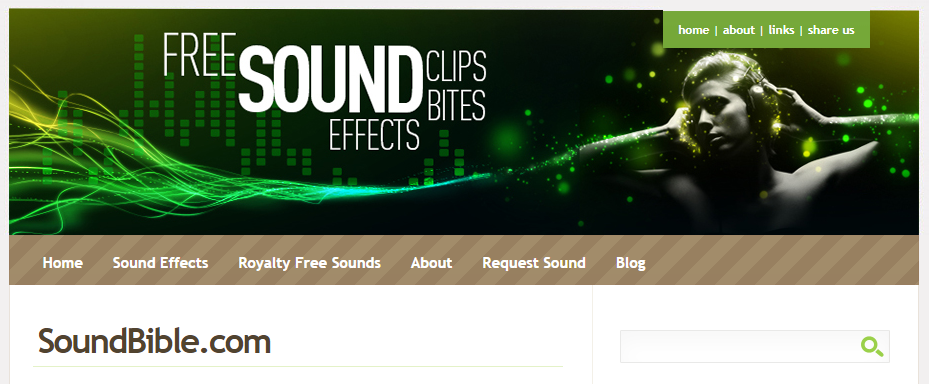 home | about | links | share us
FREE SOUND CLIPS
BITES
EFFECTS
Home Sound Effects Royalty Free Sounds About Request Sound Blog
SoundBible.com